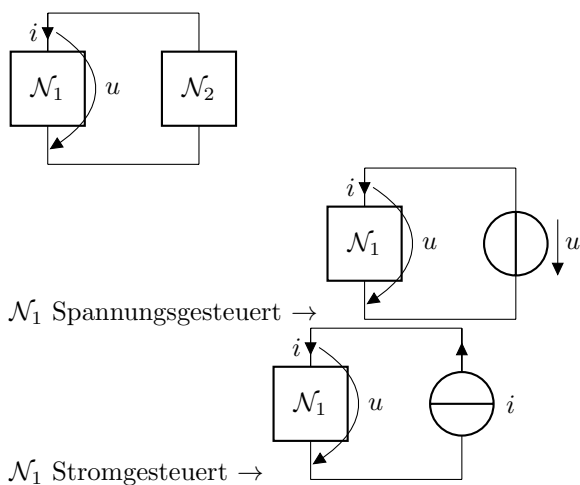 i
𝒩₁ u 𝒩₂
i
𝒩₁ u u
𝒩₁ Spannungsgesteuert →
i
𝒩₁ u i
𝒩₁ Stromgesteuert →